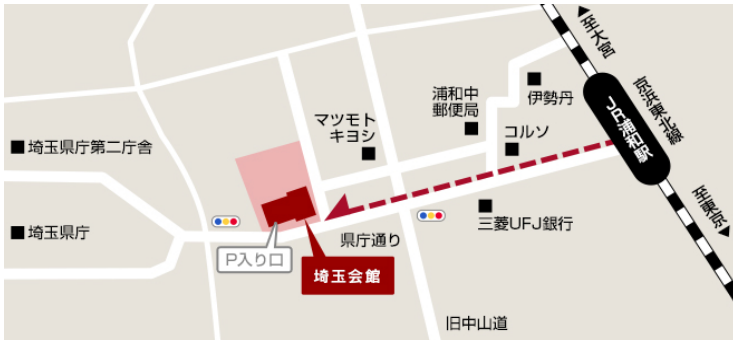 至大宮
京浜東北線
JR浦和駅
至東京
伊勢丹
浦和中
郵便局
コルソ
マツモト
キヨシ
埼玉県庁第二庁舎
埼玉県庁
三菱UFJ銀行
県庁通り
P入り口
埼玉会館
旧中山道